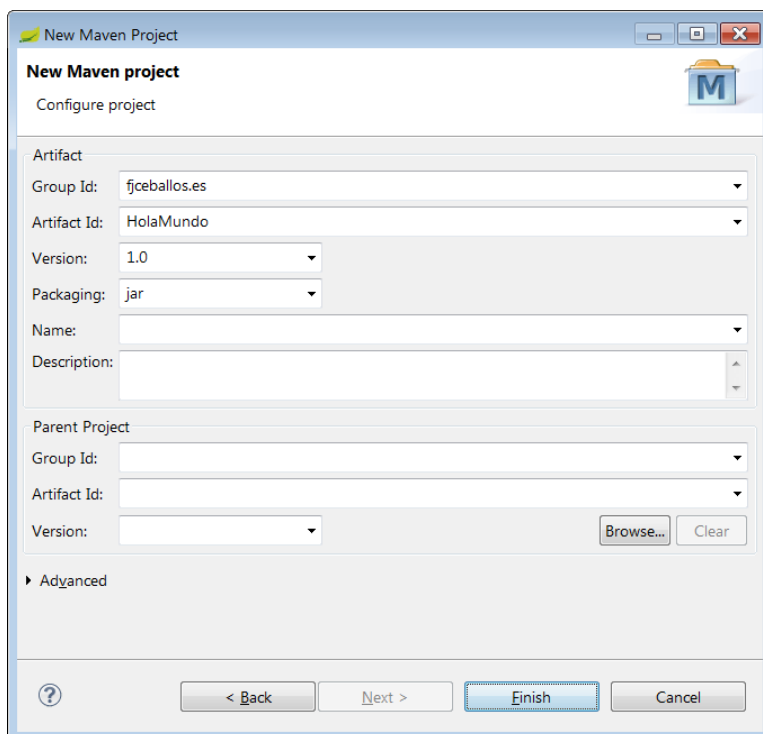 New Maven Project
New Maven project
Configure project
M
Artifact
Group Id: fjceballos.es
Artifact Id: HolaMundo
Version: 1.0
Packaging: jar
Name:
Description:
Parent Project
Group Id:
Artifact Id:
Version: Browse... Clear
Advanced
? < Back Next > Finish Cancel